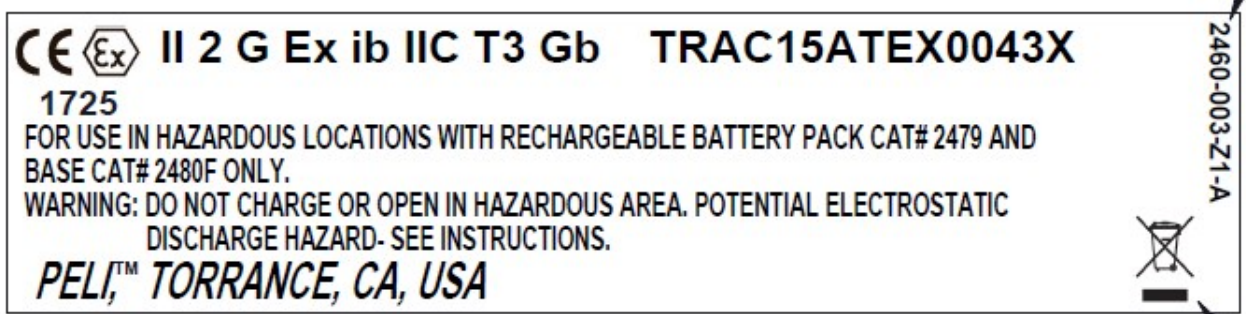 CE Ex II 2 G Ex ib IIC T3 Gb TRAC15ATEX0043X
1725
FOR USE IN HAZARDOUS LOCATIONS WITH RECHARGEABLE BATTERY PACK CAT# 2479 AND
BASE CAT# 2480F ONLY.
WARNING: DO NOT CHARGE OR OPEN IN HAZARDOUS AREA. POTENTIAL ELECTROSTATIC
DISCHARGE HAZARD- SEE INSTRUCTIONS.
PELI,™ TORRANCE, CA, USA
2460-003-Z1-A